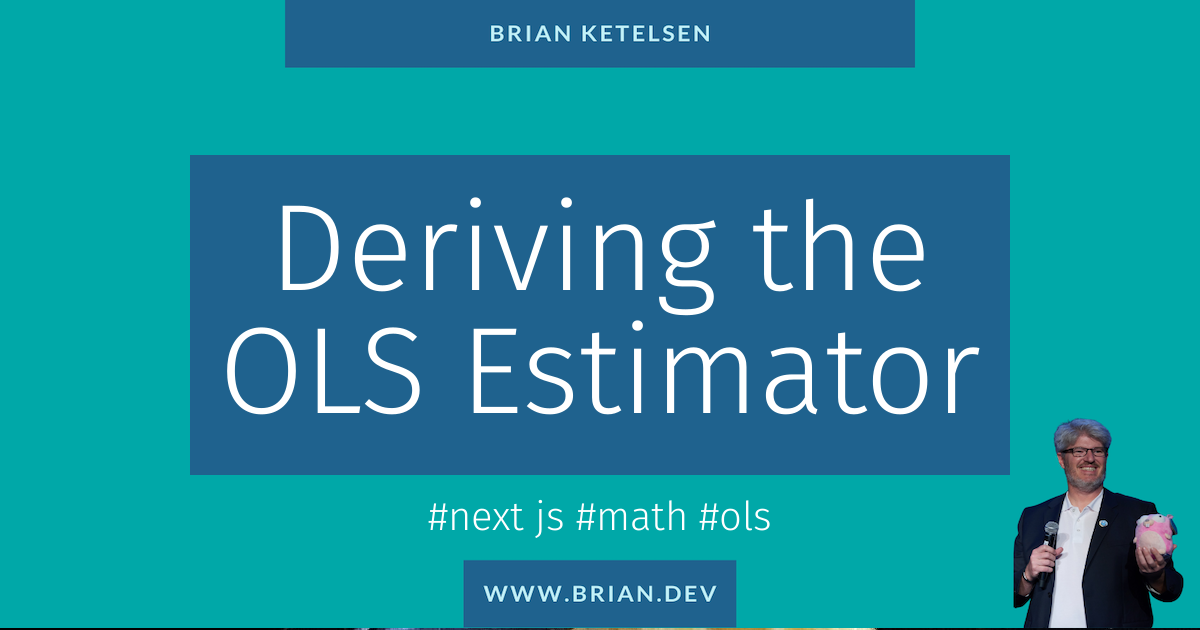 BRIAN KETELSEN
Deriving the
OLS Estimator
#next js #math #ols
WWW.BRIAN.DEV